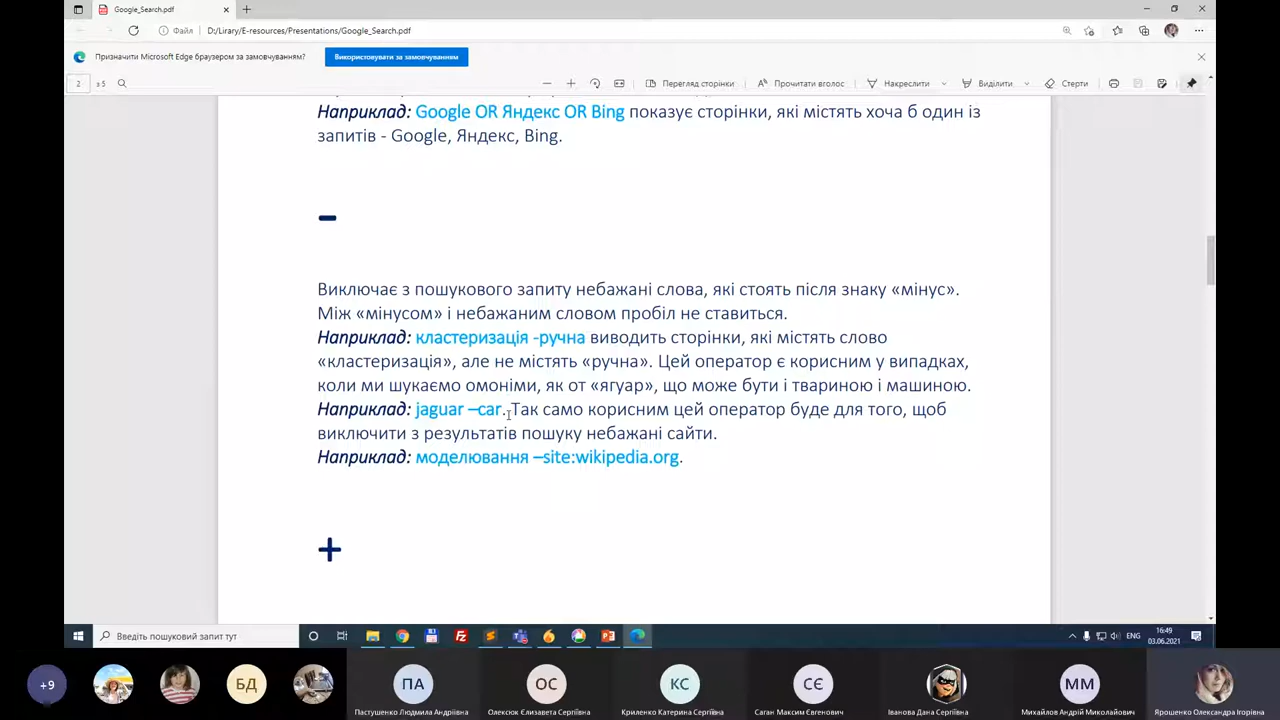 Google_Search.pdf
Файл
D:/Lirary/E-resources/Presentations/Google_Search.pdf
Призначити Microsoft Edge браузером за замовчуванням?
Використовувати за замовчуванням
2
з 5
Перегляд сторінки
Прочитати вголос
Накреслити
Виділити
Стерти
Наприклад: Google OR Яндекс OR Bing показує сторінки, які містять хоча б один із
запитів - Google, Яндекс, Bing.
-
Виключає з пошукового запиту небажані слова, які стоять після знаку «мінус».
Між «мінусом» і небажаним словом пробіл не ставиться.
Наприклад: кластеризація -ручна виводить сторінки, які містять слово
«кластеризація», але не містять «ручна». Цей оператор є корисним у випадках,
коли ми шукаємо омоніми, як от «ягуар», що може бути і твариною і машиною.
Наприклад: jaguar –car. Так само корисним цей оператор буде для того, щоб
виключити з результатів пошуку небажані сайти.
Наприклад: моделювання –site:wikipedia.org.
+
Введіть пошуковий запит тут
ENG
16:49
03.06.2021
+9
БД
ПА
ОС
КС
СЄ
ММ
Пастушенко Людмила Андріївна
Олексюк Єлизавета Сергіївна
Криленко Катерина Сергіївна
Саган Максим Євгенович
Іванова Дана Сергіївна
Михайлов Андрій Миколайович
Ярошенко Олександра Ігорівна